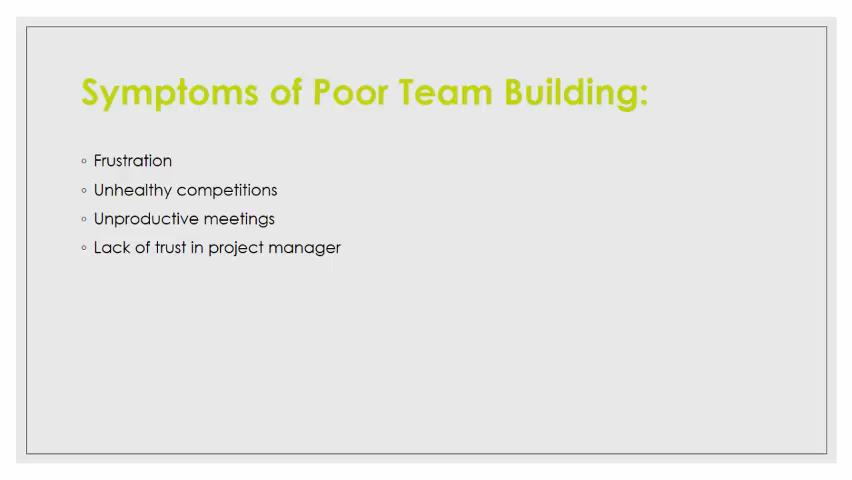 Symptoms of Poor Team Building:
◦ Frustration
◦ Unhealthy competitions
◦ Unproductive meetings
◦ Lack of trust in project manager